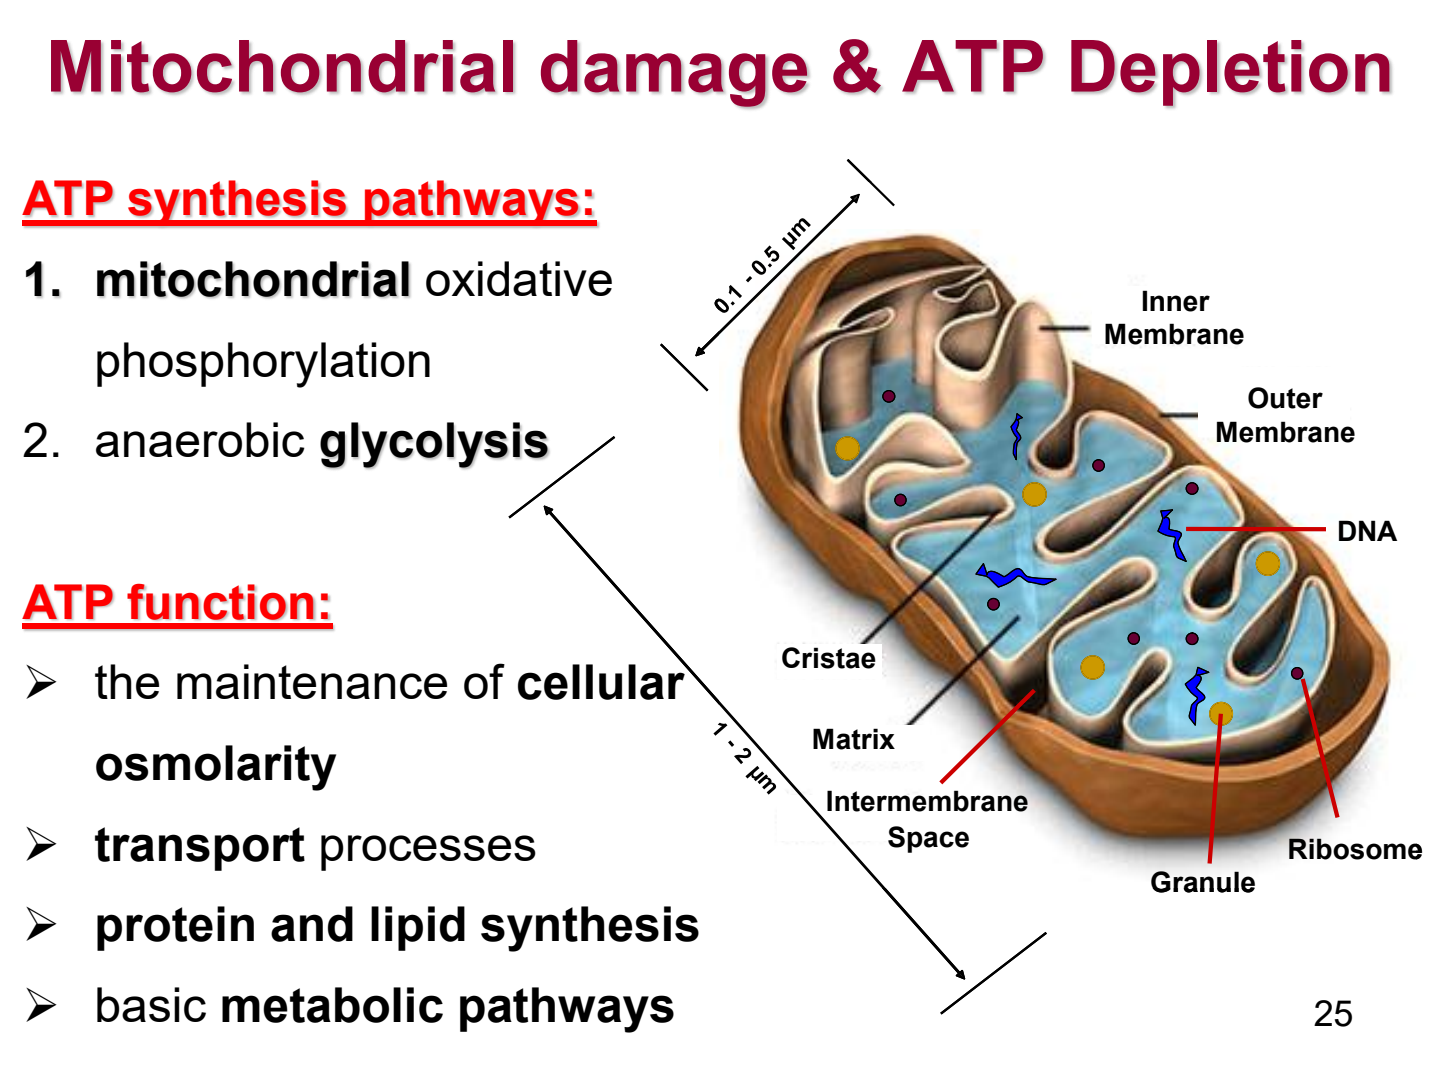 Mitochondrial damage & ATP Depletion
ATP synthesis pathways:
1. mitochondrial oxidative
phosphorylation
2. anaerobic glycolysis
ATP function:
➢ the maintenance of cellular
osmolarity
➢ transport processes
➢ protein and lipid synthesis
➢ basic metabolic pathways
0.1 - 0.5 µm
1 - 2 µm
Inner
Membrane
Outer
Membrane
DNA
Cristae
Matrix
Intermembrane
Space
Ribosome
Granule
25